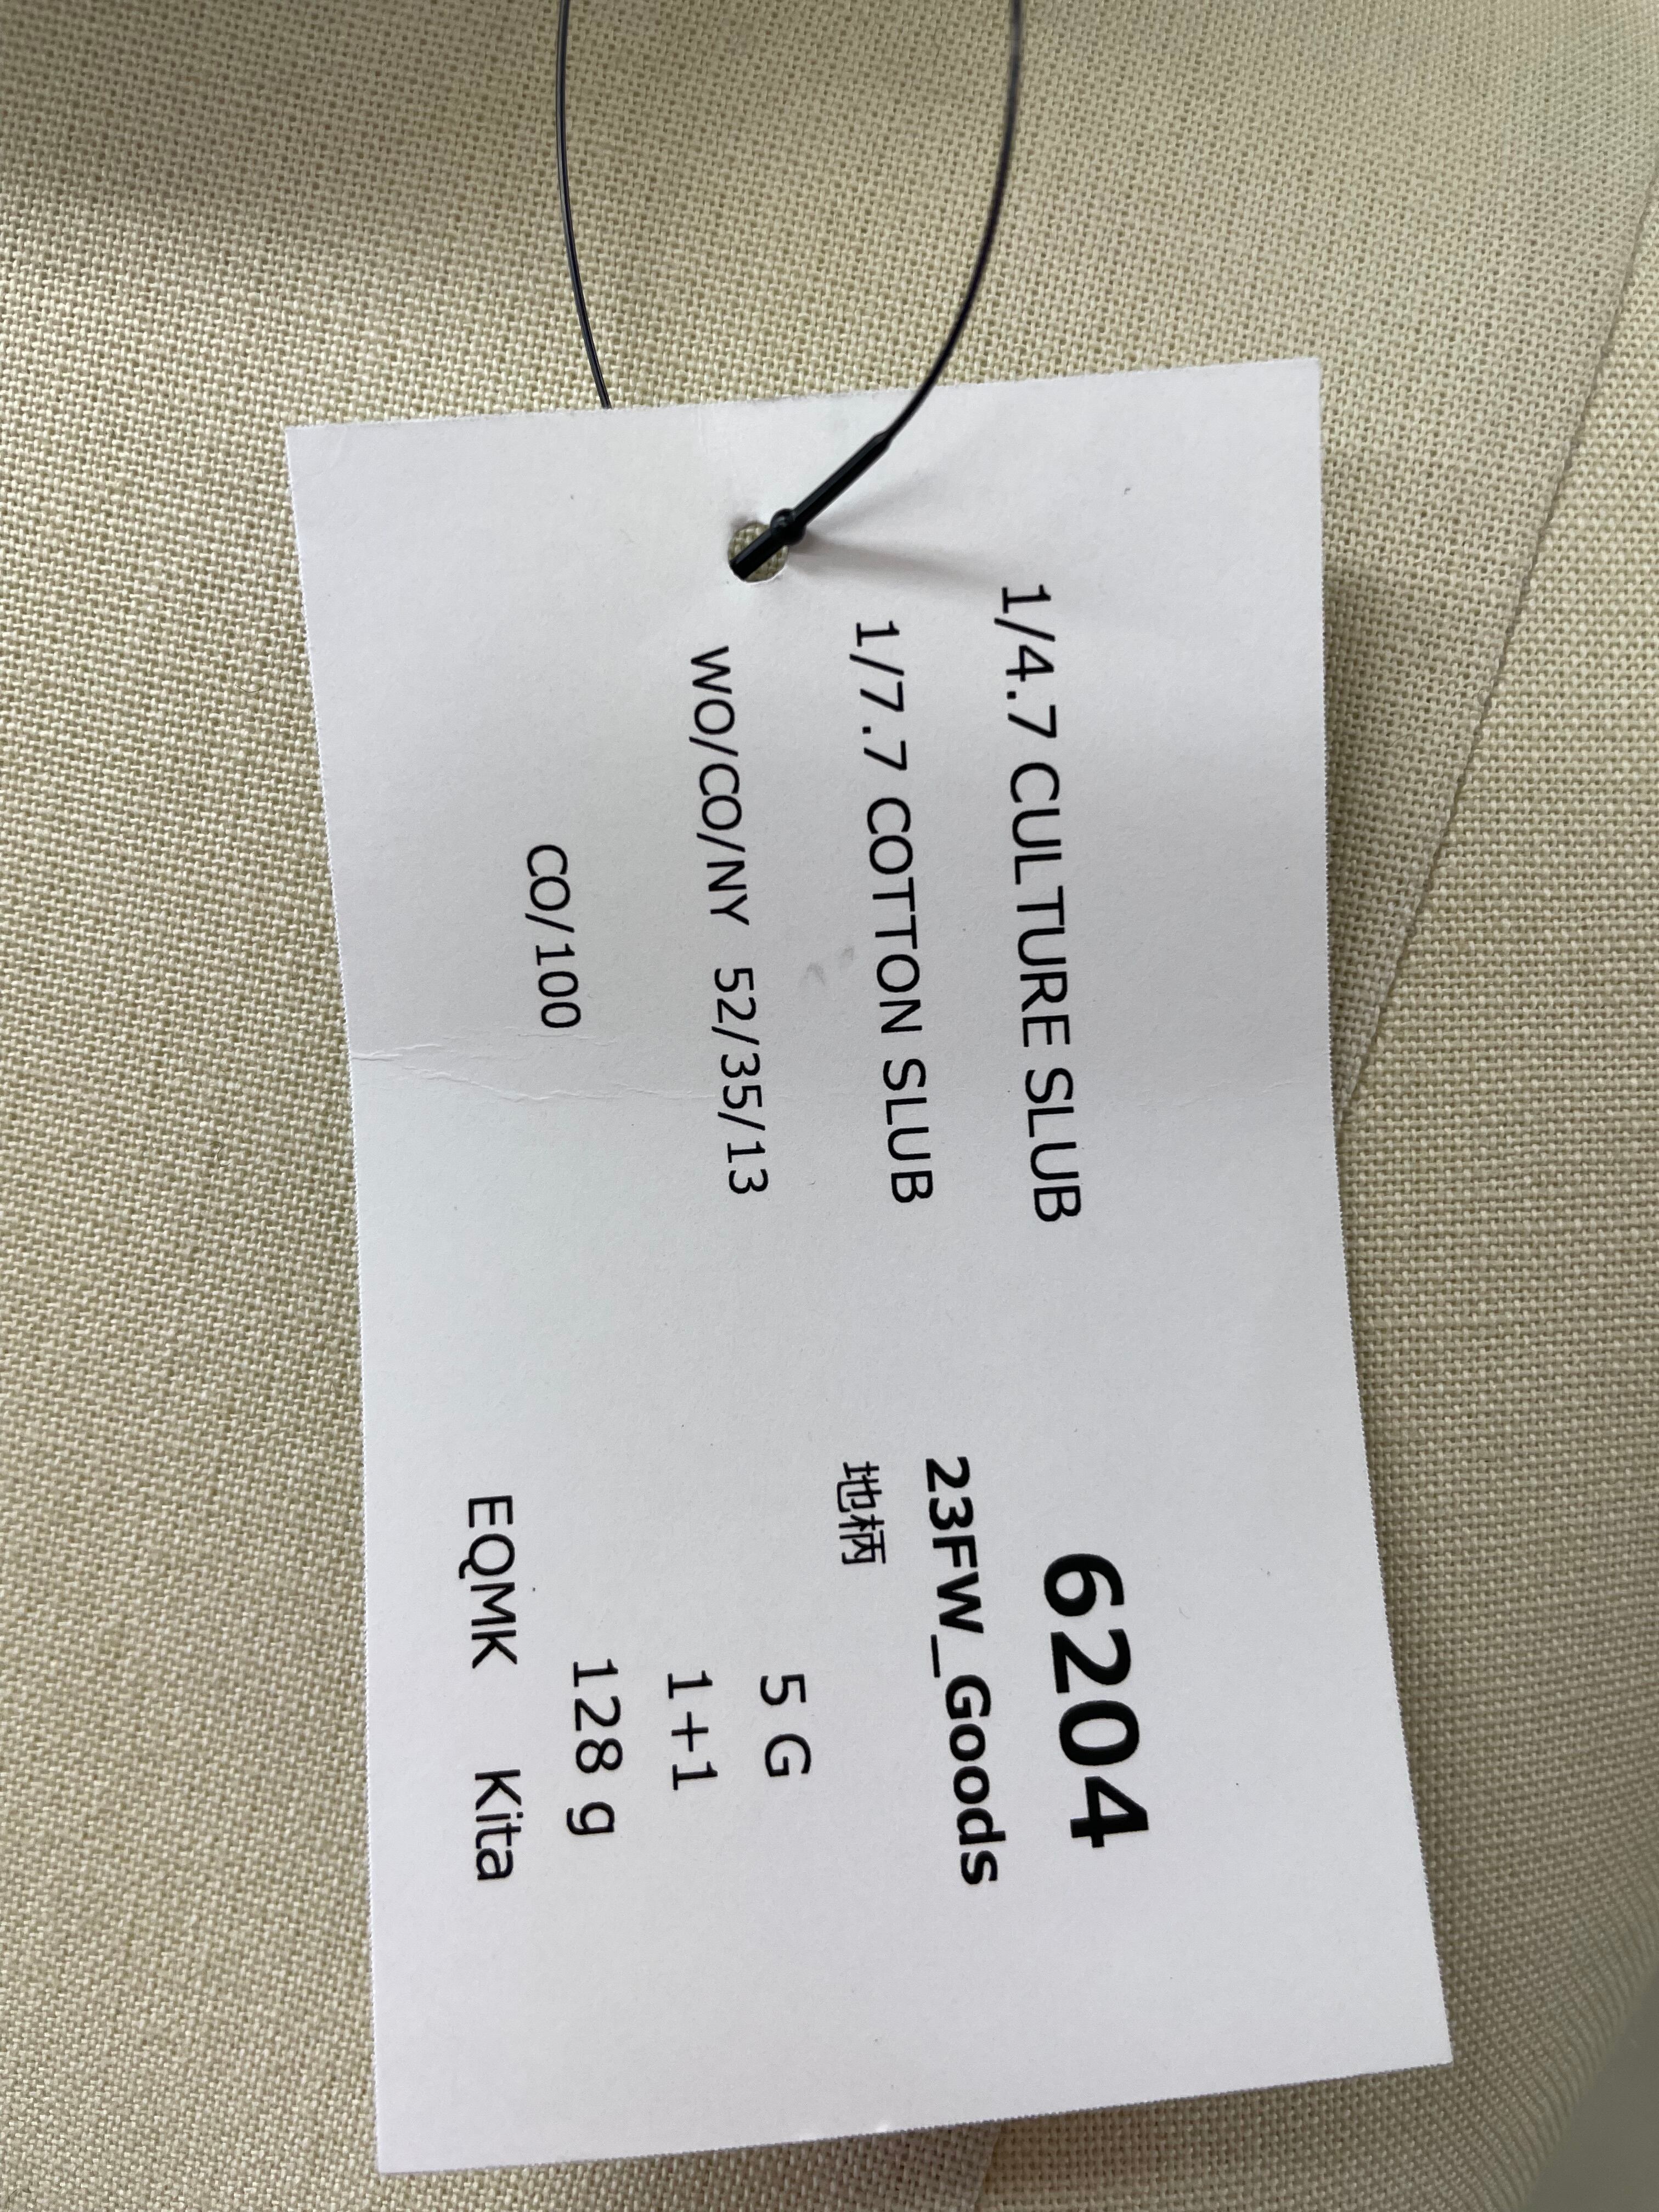 1/4.7 CULTURE SLUB
1/7.7 COTTON SLUB
WO/CO/NY 52/35/13
CO/100
6204
23FW_Goods
地柄
5 G
1+1
128 g
EQMK Kita